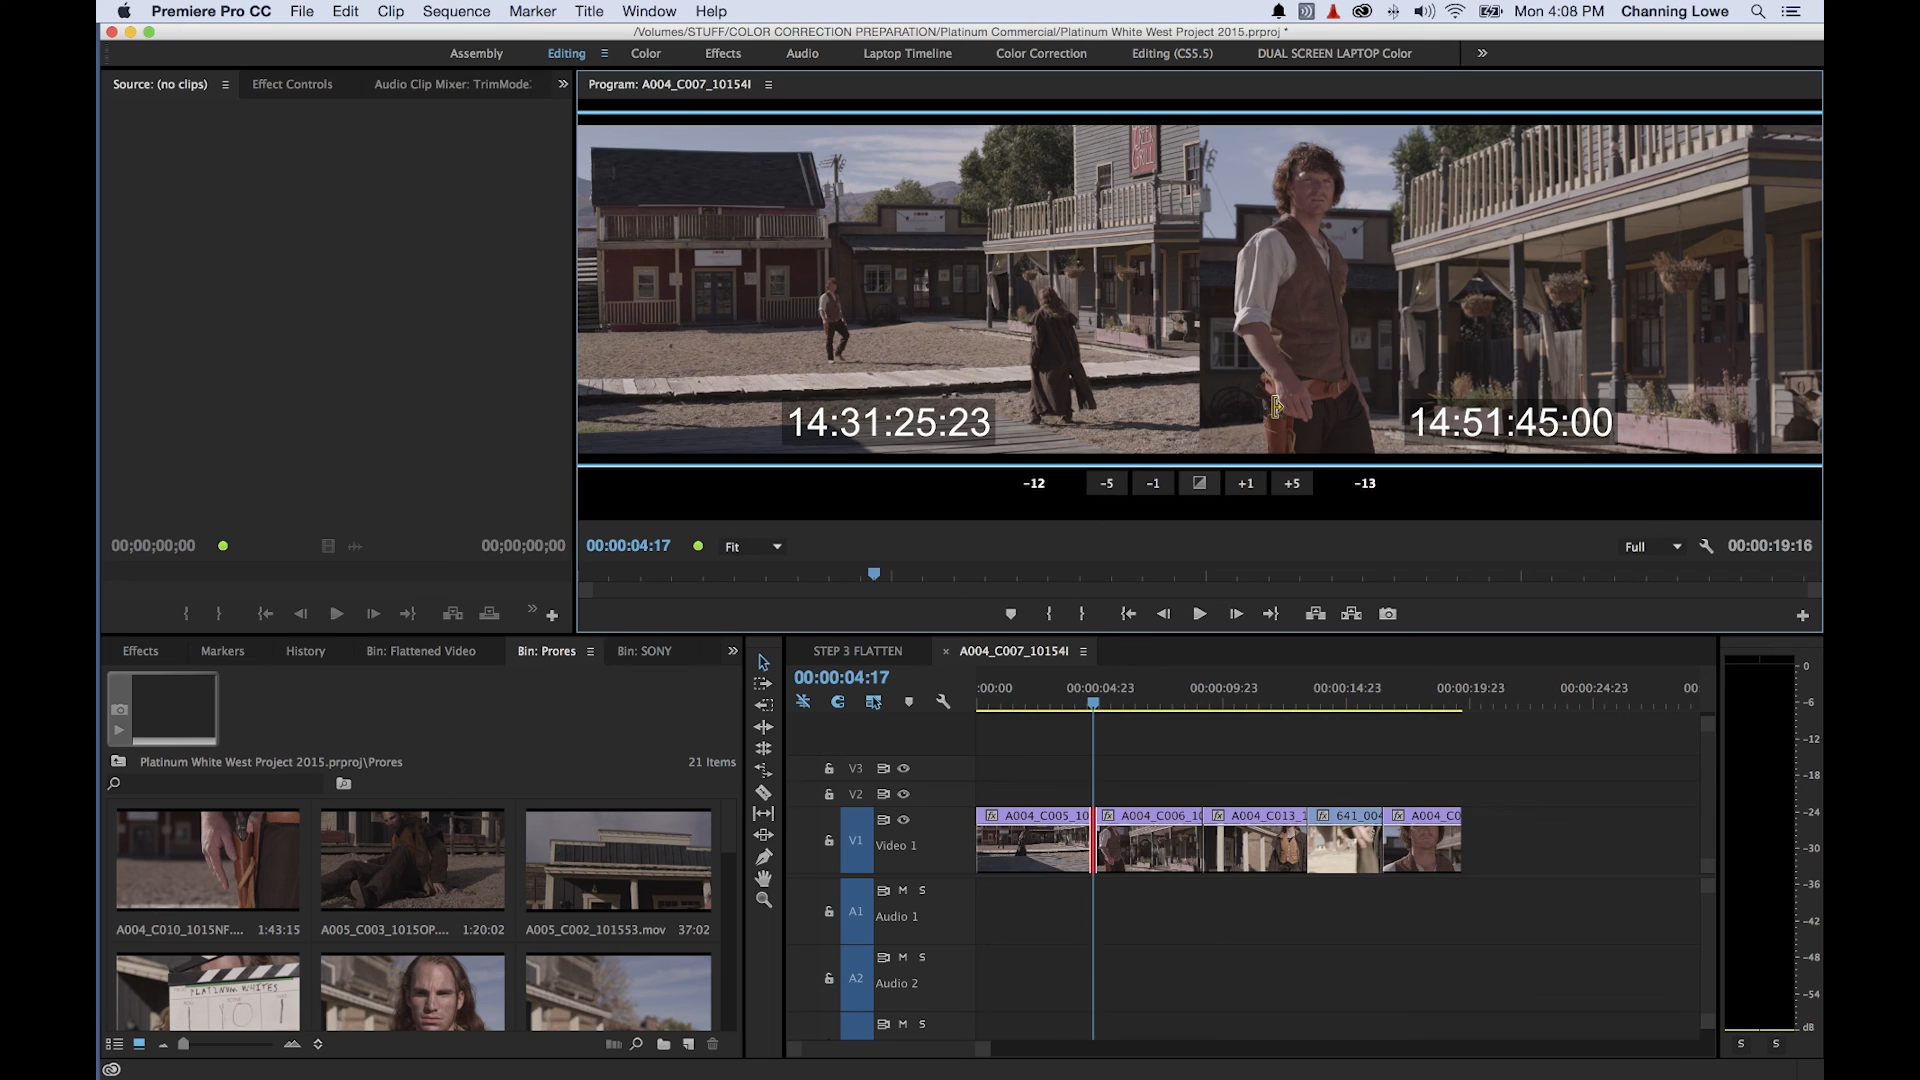 Premiere Pro CC File Edit Clip Sequence Marker Title Window Help Mon 4:08 PM Channing Lowe
/Volumes/STUFF/COLOR CORRECTION PREPARATION/Platinum Commercial/Platinum White West Project 2015.prproj *
Assembly Editing Color Effects Audio Laptop Timeline Color Correction Editing (CS5.5) DUAL SCREEN LAPTOP Color
Source: (no clips) Effect Controls Audio Clip Mixer: TrimMode. Program: A004_C007_10154I
CREEK GRILL
14:31:25:23 14:51:45:00
-12 -5 -1 +1 +5 -13
00;00;00;00 00;00;00;00 00:00:04:17 Fit Full 00:00:19:16
Effects Markers History Bin: Flattened Video Bin: Prores Bin: SONY STEP 3 FLATTEN × A004_C007_10154I
00:00:04:17
:00:00 00:00:04:23 00:00:09:23 00:00:14:23 00:00:19:23 00:00:24:23 00:
Platinum White West Project 2015.prproj\Prores 21 Items
V3
V2
A004_C005_10 A004_C006_10 A004_C013_1 641_004 A004_C0
V1 Video 1
A1 M S
Audio 1
A004_C010_1015NF.... 1:43:15 A005_C003_1015OP.... 1:20:02 A005_C002_101553.mov 37:02
A2 M S
Audio 2
PLATINUM WHITES
M S
0
-6
-12
-18
-24
-30
-36
-42
-48
-54
dB
S S